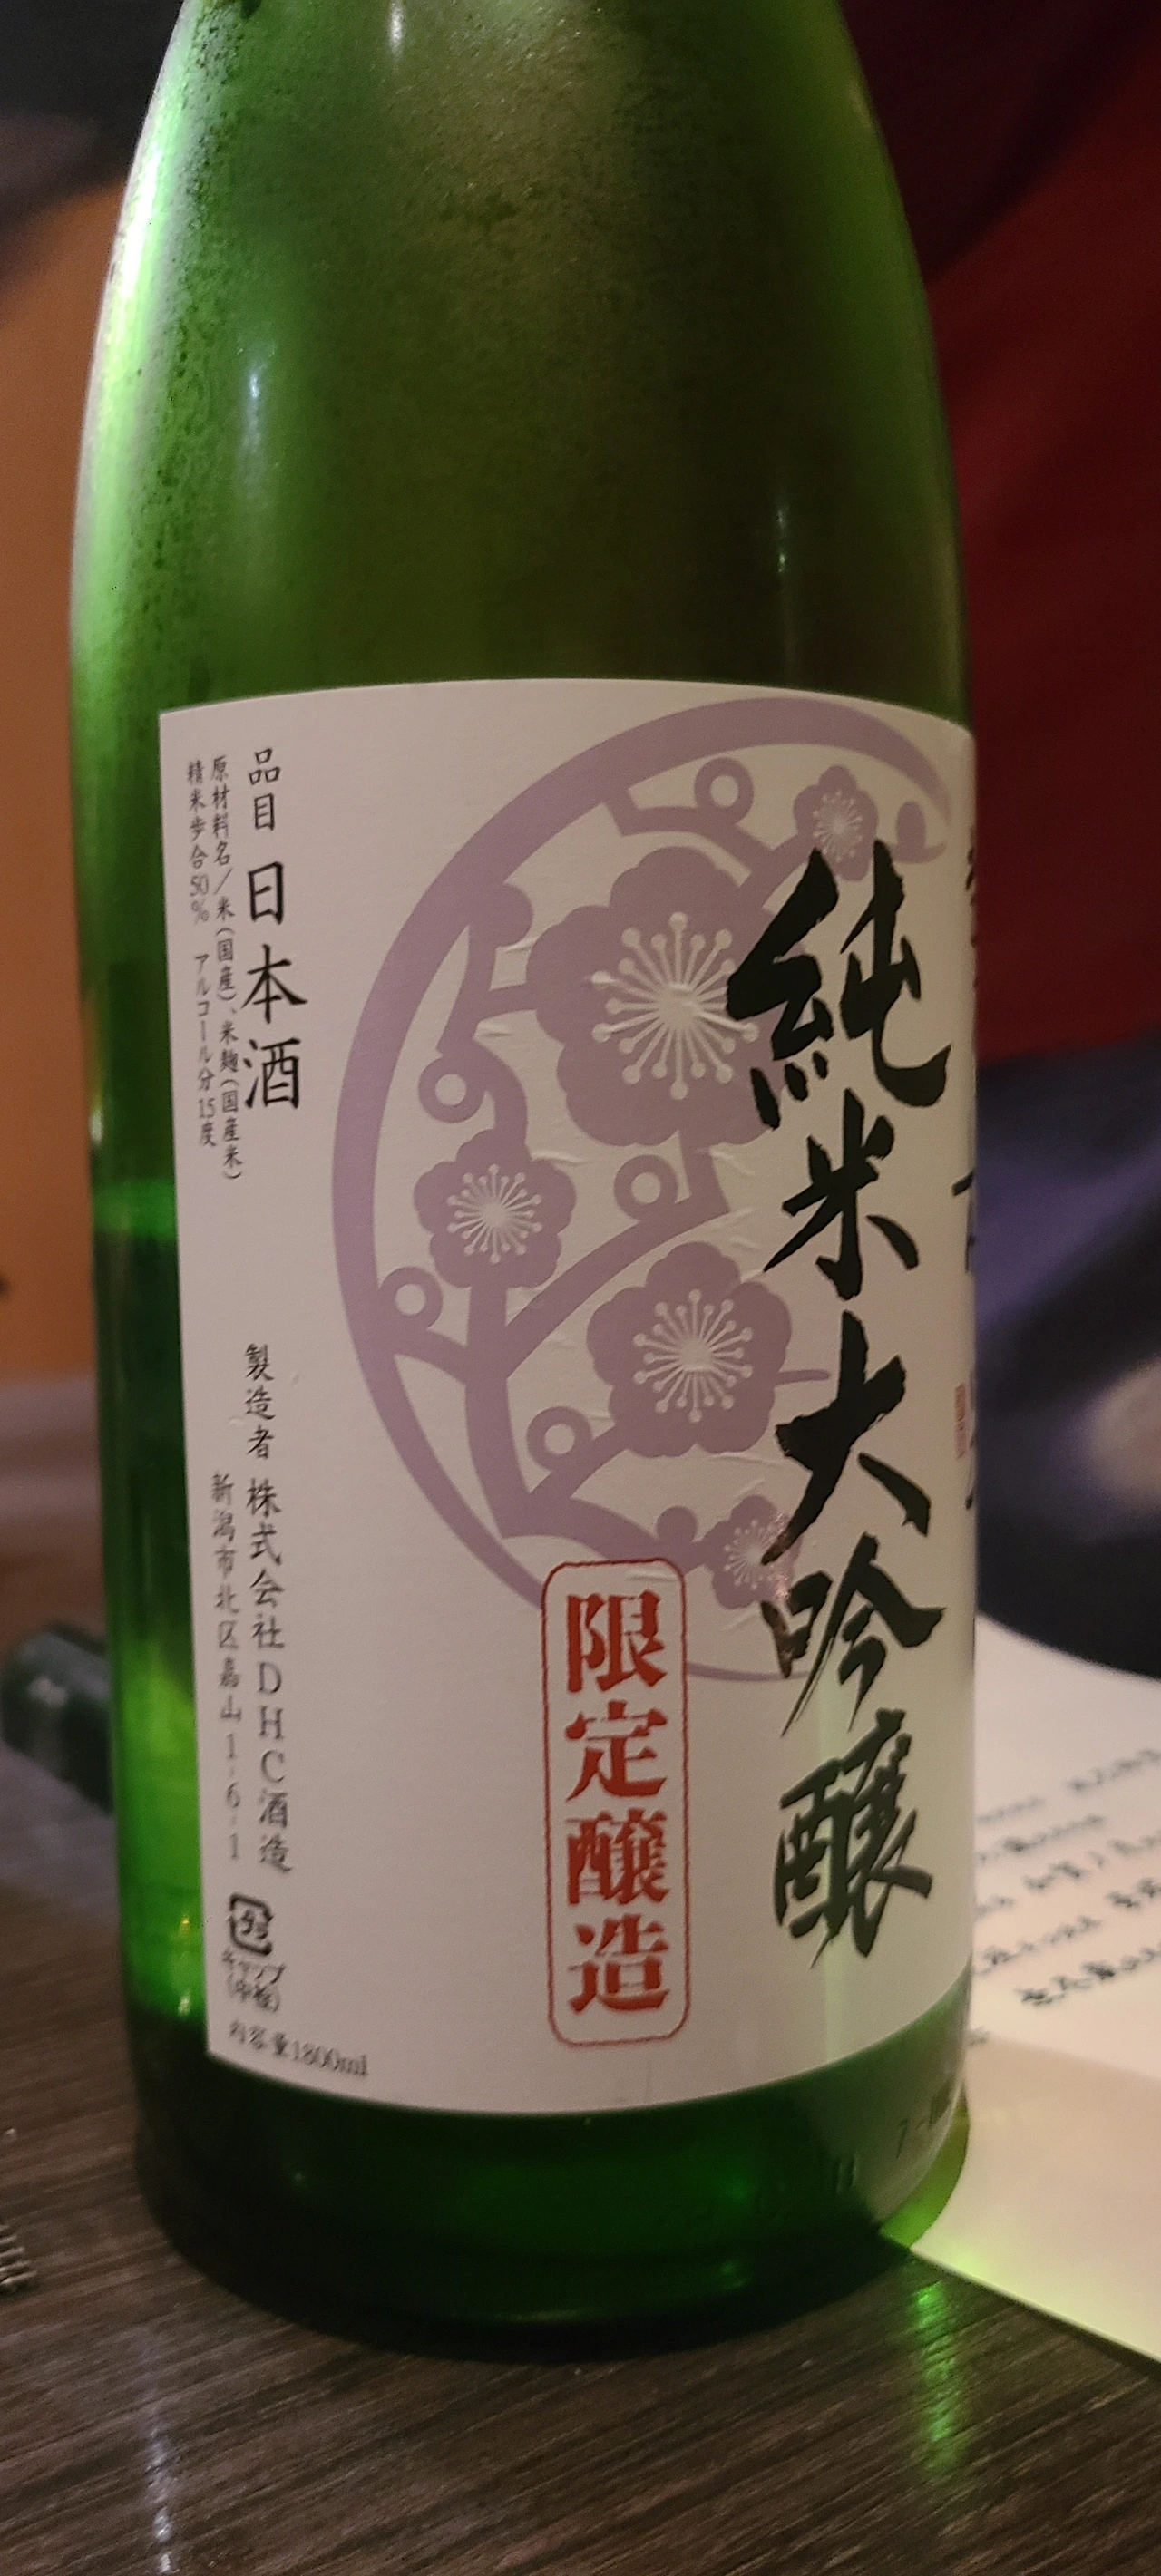 純米大吟醸
限定醸造
品目 日本酒
原材料名/米(国産)、米麹(国産米)
精米歩合50% アルコール分15度
製造者 株式会社DHC酒造
新潟市北区嘉山1-6-1
キャップ
(中栓)
内容量1800ml